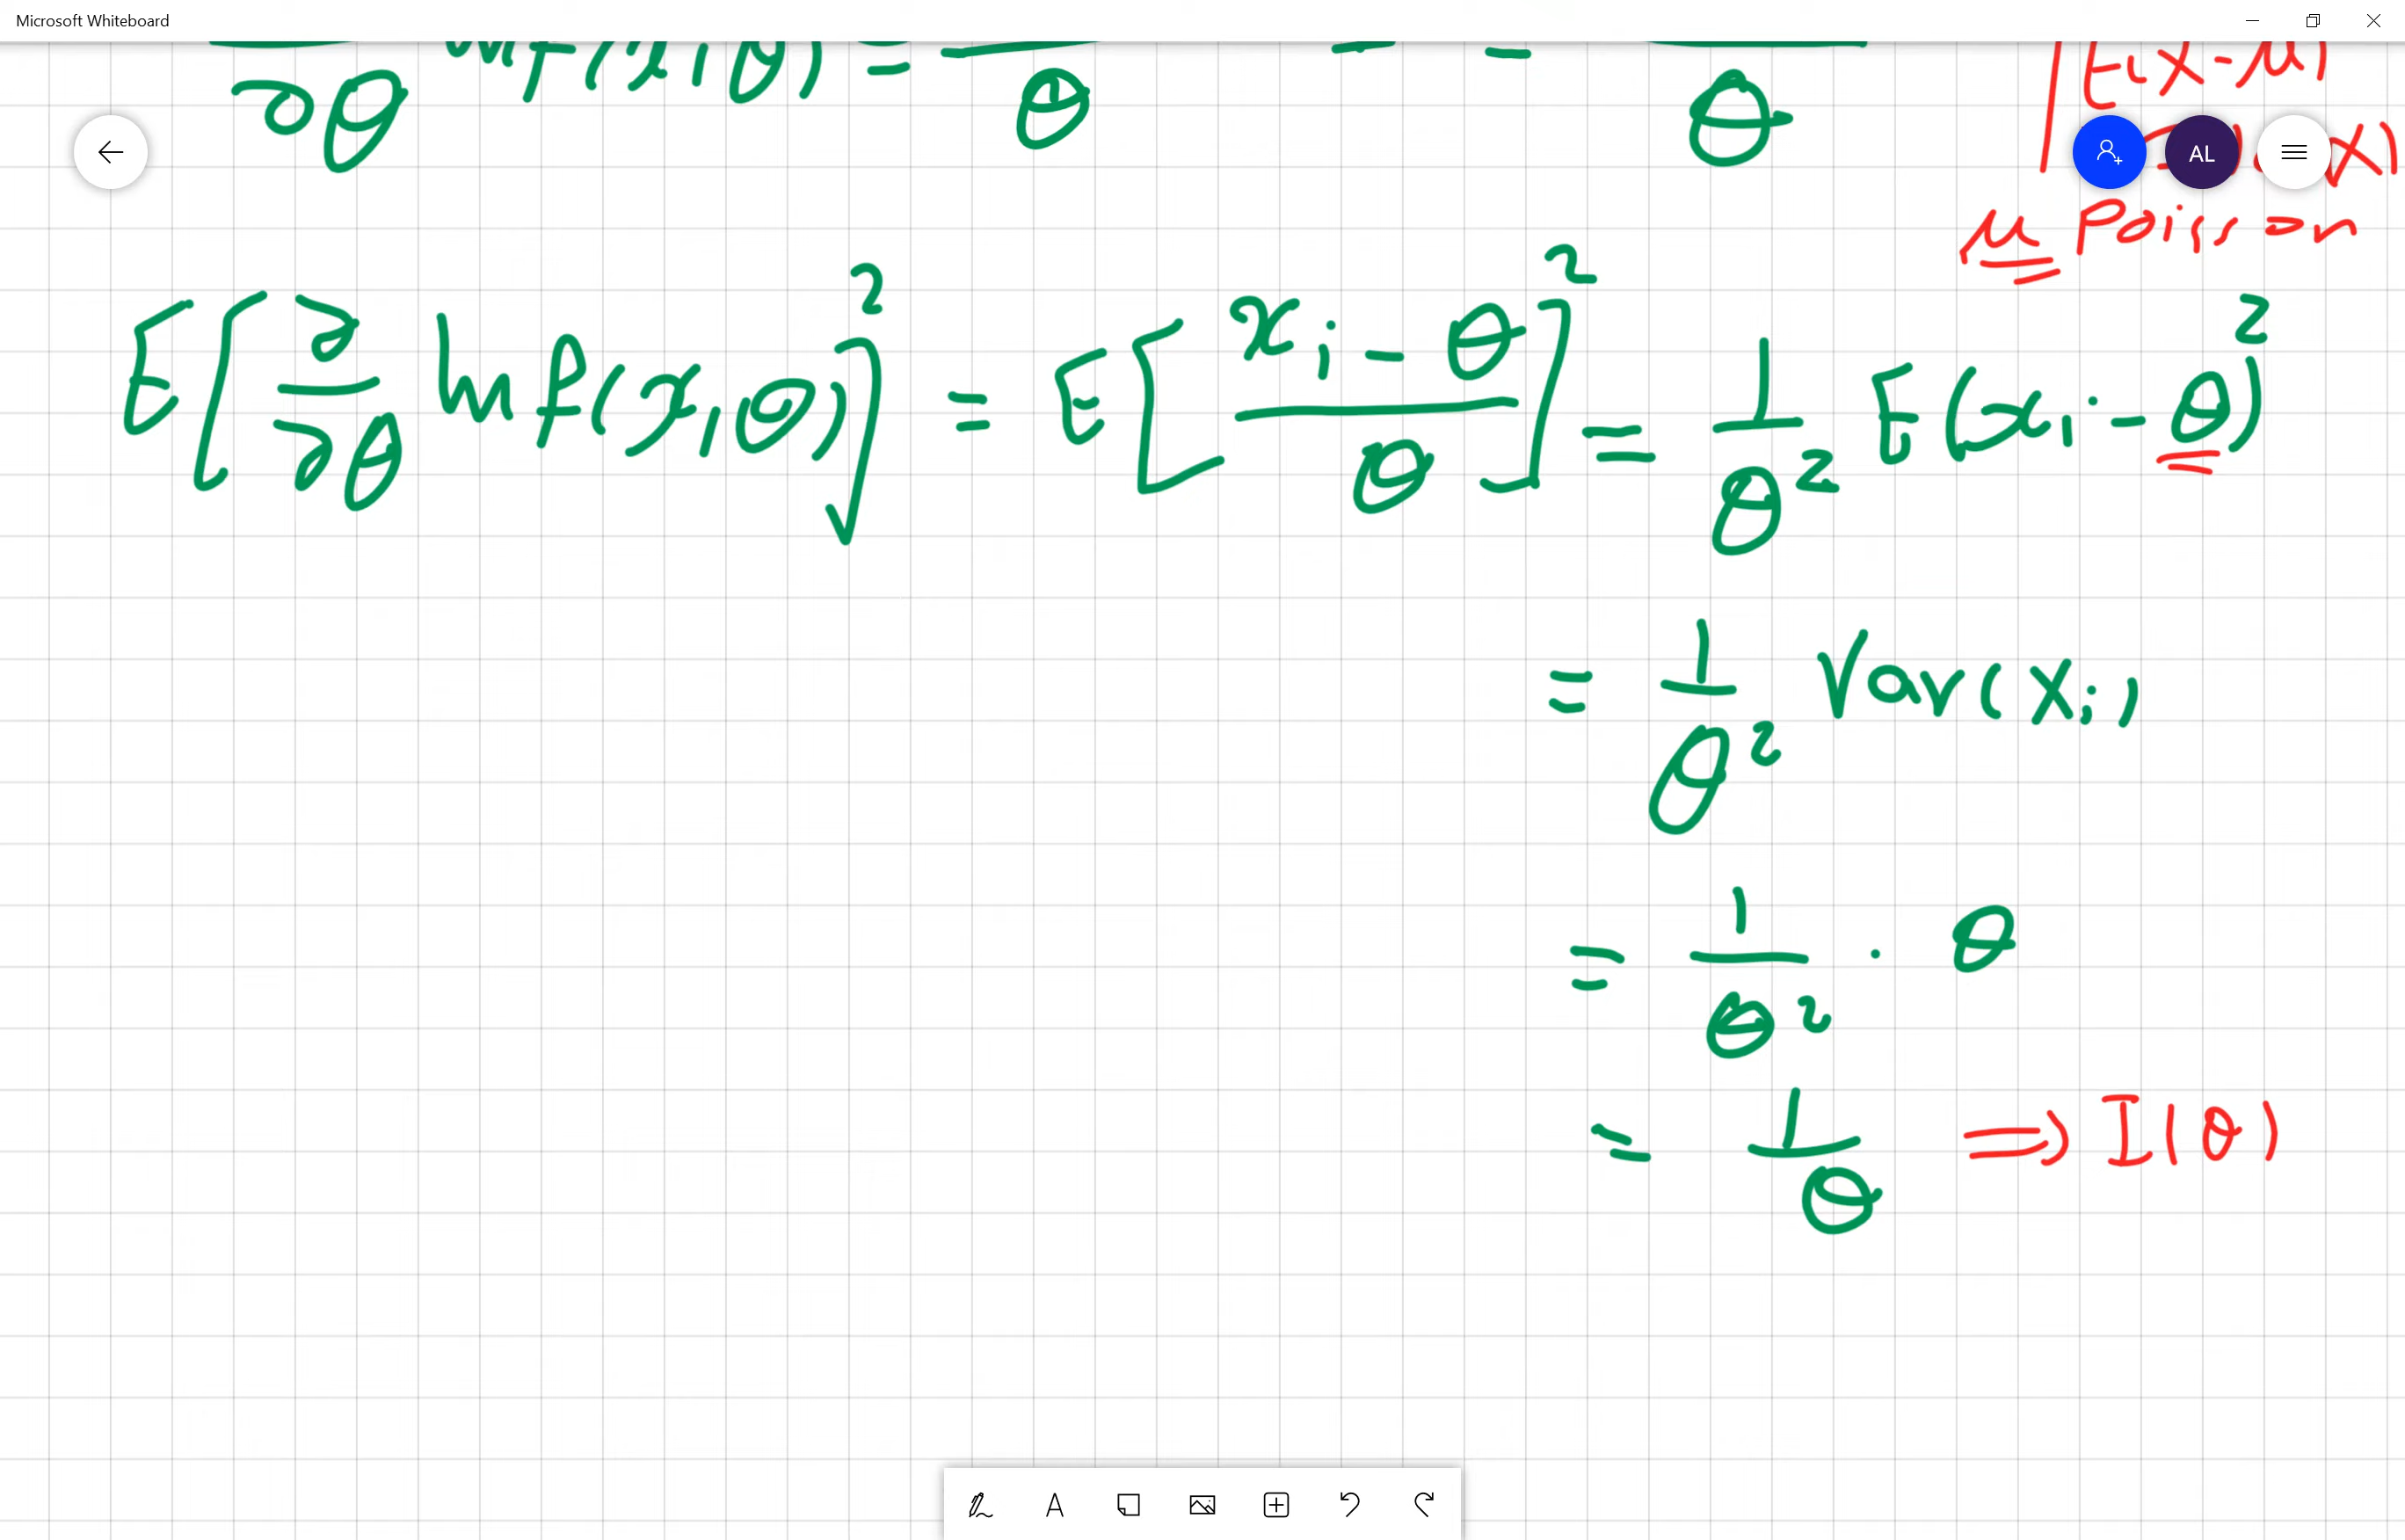 Microsoft Whiteboard
∂θ ln f(x,θ) = θ = = θ
E(X-μ)
AL X)
μ Poisson
E[∂/∂θ ln f(x,θ)]² = E[(xᵢ - θ)/θ]² = 1/θ² E(xᵢ - θ)²
= 1/θ² Var(Xᵢ)
= 1/θ² · θ
= 1/θ ⇒ I(θ)